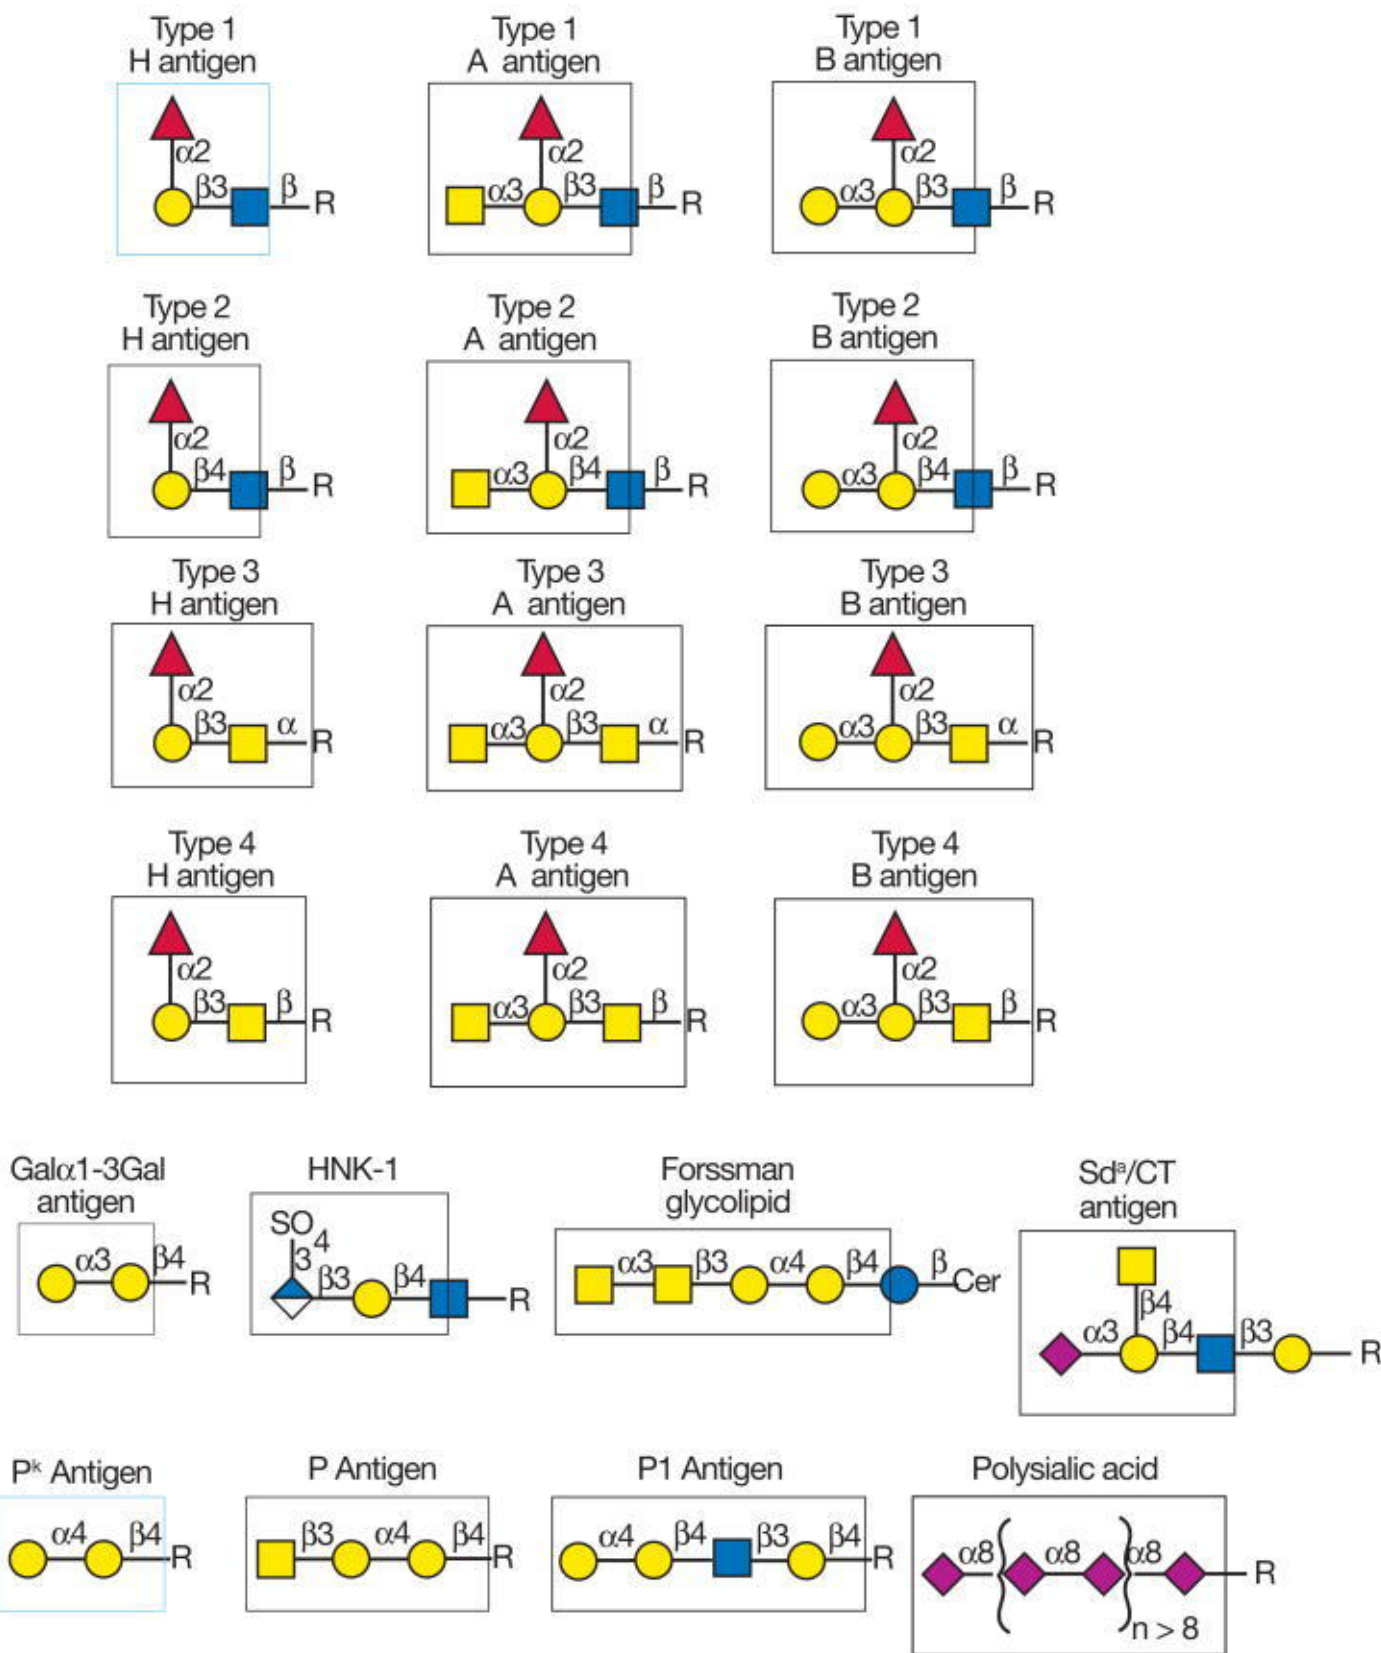 Type 1
H antigen
Type 1
A antigen
Type 1
B antigen
α2
β3
β
R
α2
α3
β3
β
R
α2
α3
β3
β
R
Type 2
H antigen
Type 2
A antigen
Type 2
B antigen
α2
β4
β
R
α2
α3
β4
β
R
α2
α3
β4
β
R
Type 3
H antigen
Type 3
A antigen
Type 3
B antigen
α2
β3
α
R
α2
α3
β3
α
R
α2
α3
β3
α
R
Type 4
H antigen
Type 4
A antigen
Type 4
B antigen
α2
β3
β
R
α2
α3
β3
β
R
α2
α3
β3
β
R
Galα1-3Gal
antigen
α3
β4
R
HNK-1
SO
4
3
β3
β4
R
Forssman
glycolipid
α3
β3
α4
β4
β
Cer
Sdª/CT
antigen
β4
α3
β4
β3
R
Pᵏ Antigen
α4
β4
R
P Antigen
β3
α4
β4
R
P1 Antigen
α4
β4
β3
β4
R
Polysialic acid
α8
α8
α8
R
n > 8